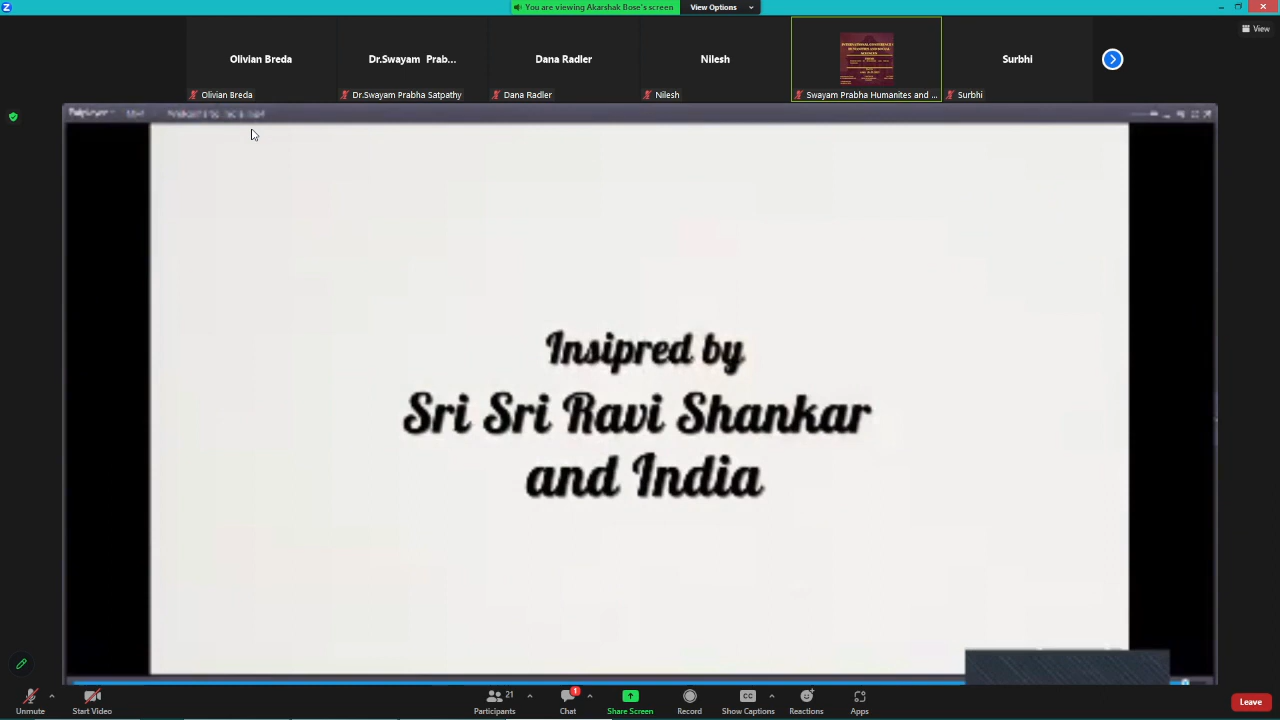 You are viewing Akarshak Bose's screen
View Options
View
Olivian Breda
Dr.Swayam Prab...
Dana Radler
Nilesh
Surbhi
Olivian Breda
Dr.Swayam Prabha Satpathy
Dana Radler
Nilesh
Swayam Prabha Humanites and ...
Surbhi
Insipred by
Sri Sri Ravi Shankar
and India
Unmute
Start Video
21
Participants
1
Chat
Share Screen
Record
CC
Show Captions
Reactions
Apps
Leave